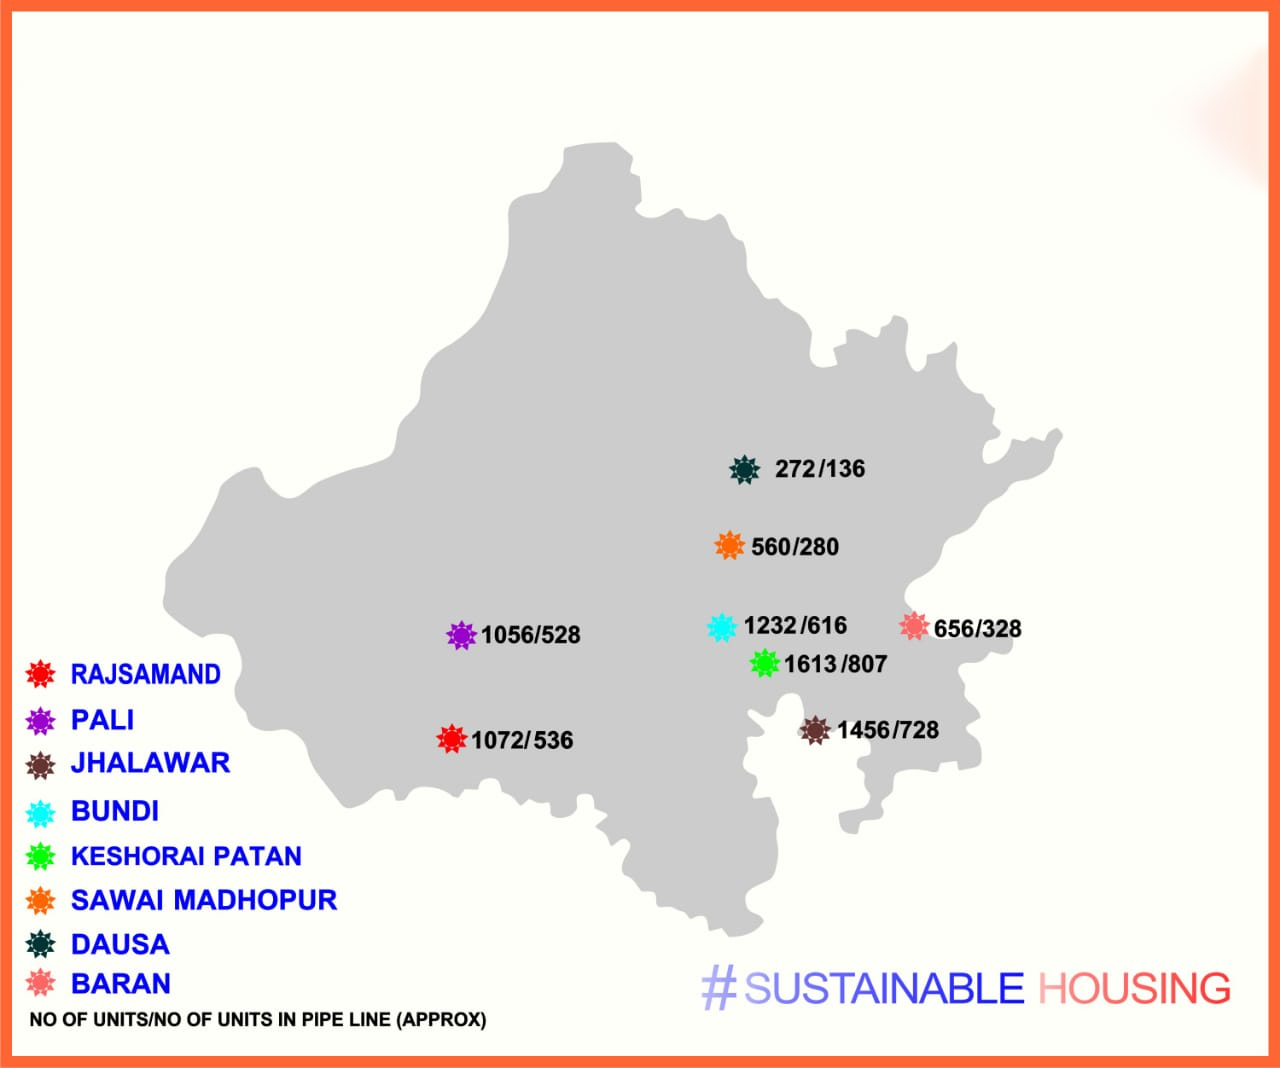 272/136
560/280
1232/616
656/328
1056/528
1613/807
1456/728
1072/536
RAJSAMAND
PALI
JHALAWAR
BUNDI
KESHORAI PATAN
SAWAI MADHOPUR
DAUSA
BARAN
NO OF UNITS/NO OF UNITS IN PIPE LINE (APPROX)
#SUSTAINABLE HOUSING